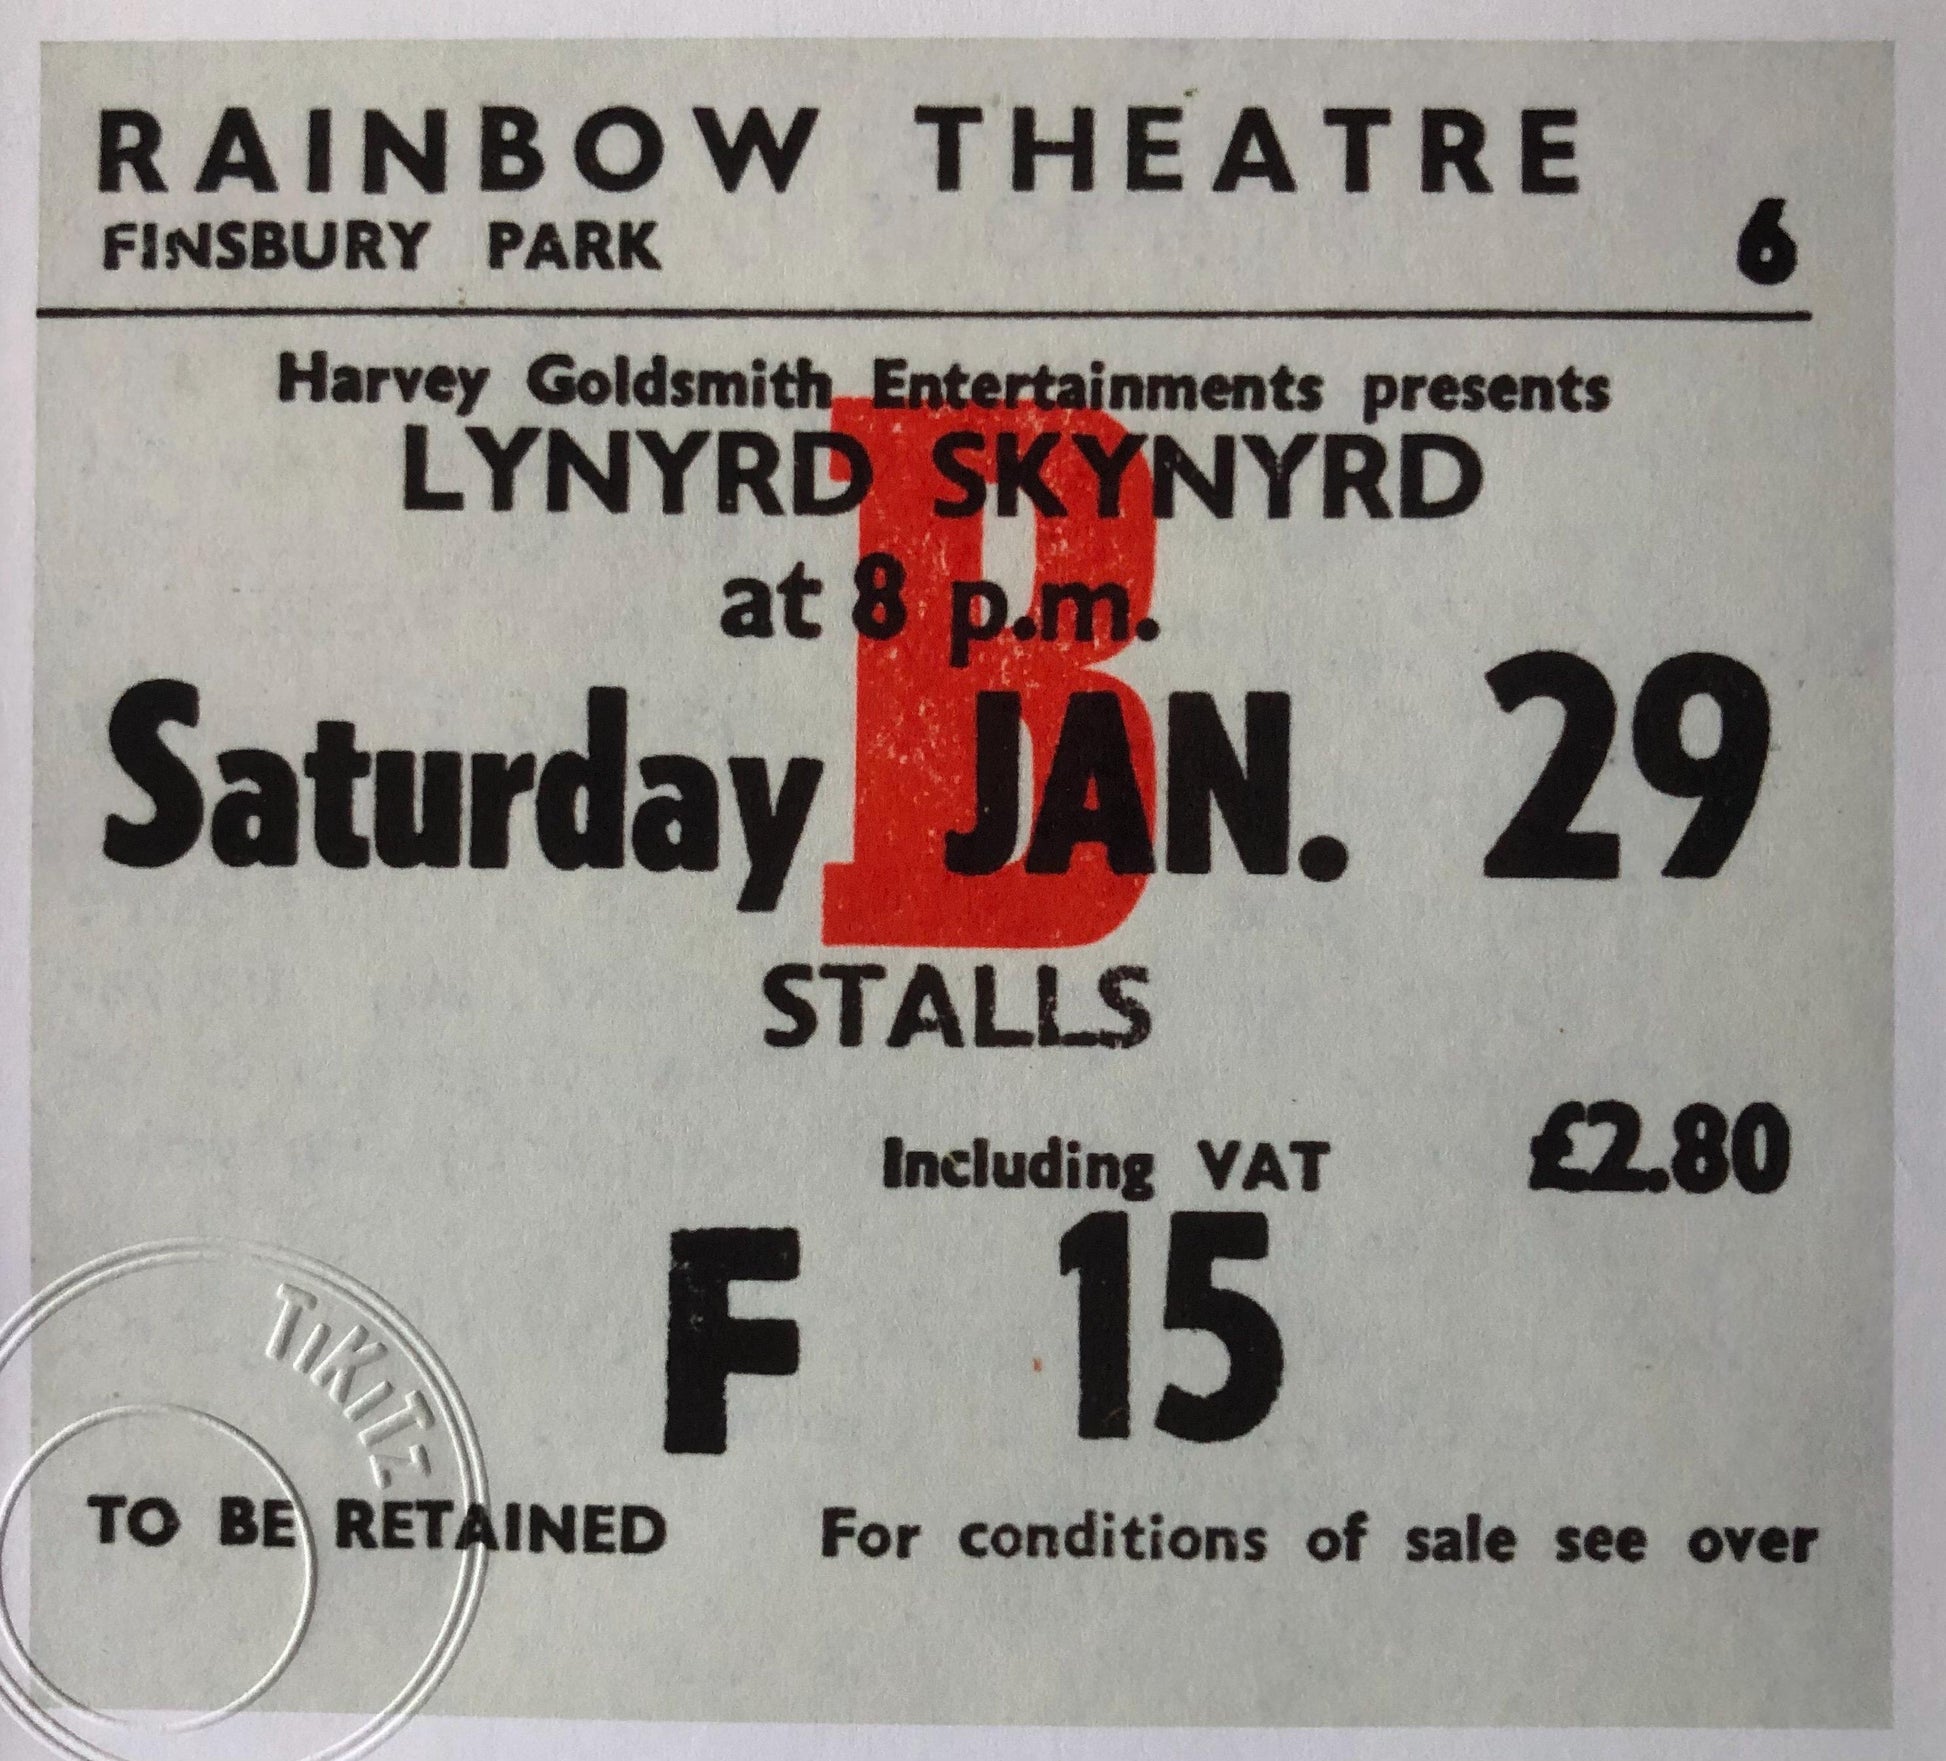 RAINBOW THEATRE
FINSBURY PARK
6
Harvey Goldsmith Entertainments presents
LYNYRD SKYNYRD
at 8 p.m.
B
Saturday JAN. 29
STALLS
Including VAT £2.80
F 15
TIKITZ
TO BE RETAINED For conditions of sale see over